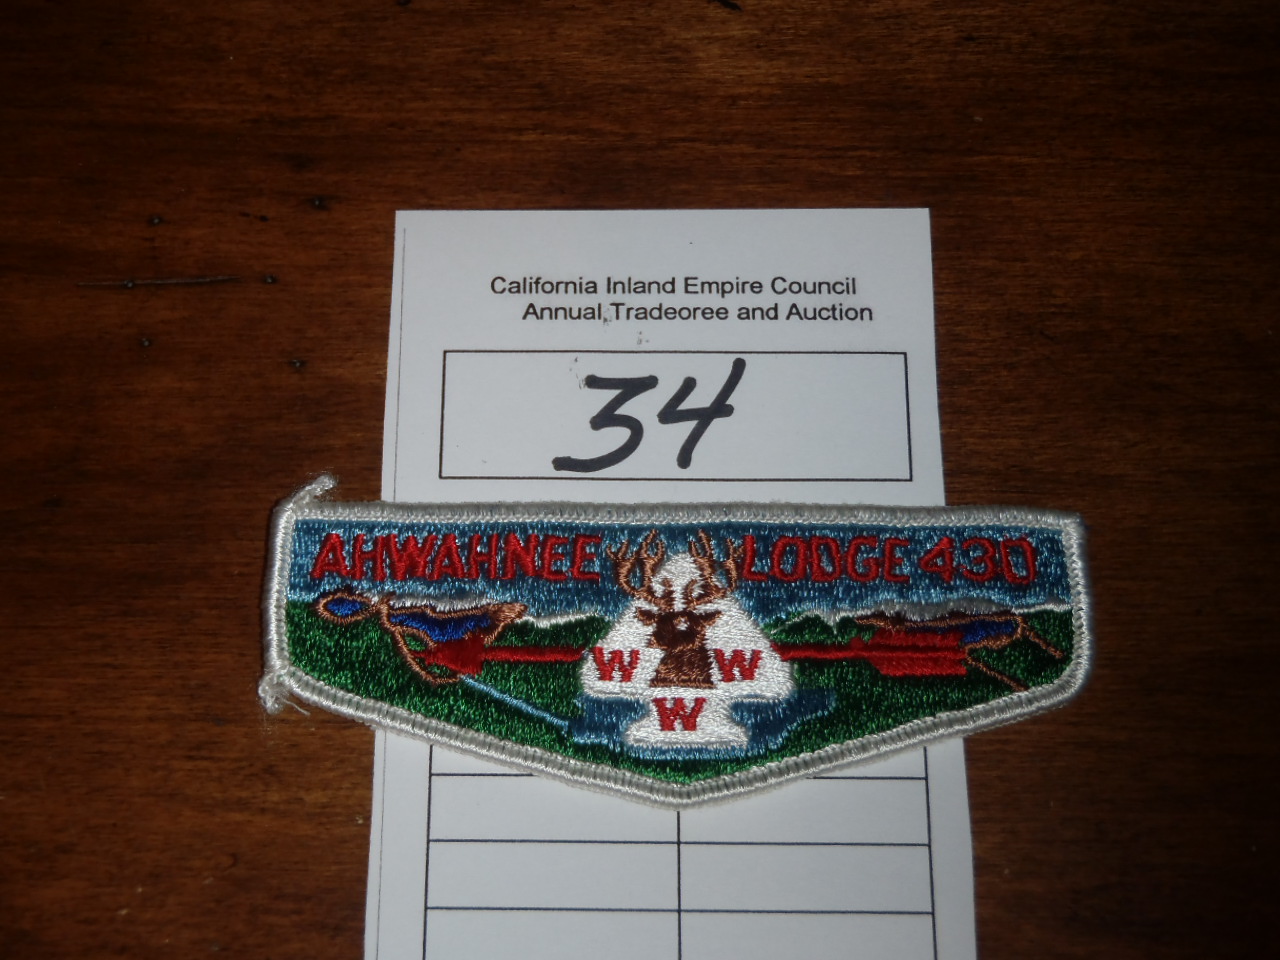 California Inland Empire Council
Annual Tradeoree and Auction
34
AHWAHNEE LODGE 430
W W
W